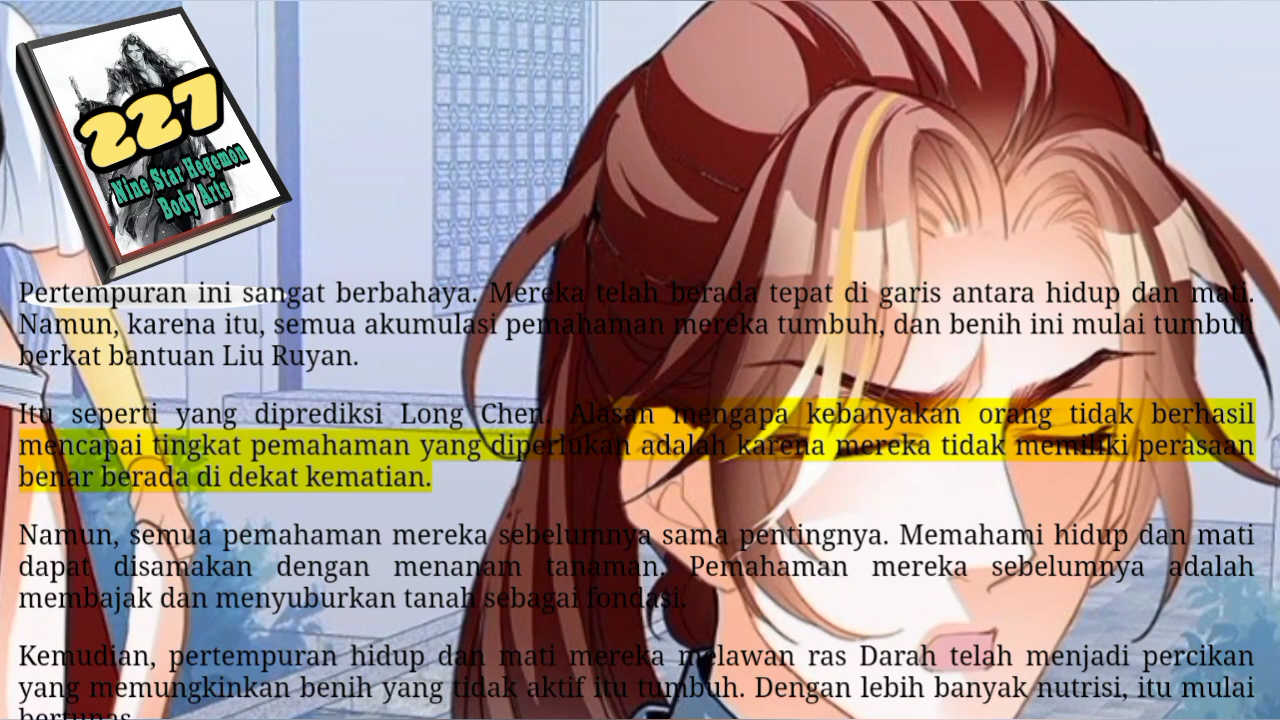 227
Nine Star Hegemon
Body Arts
Pertempuran ini sangat berbahaya. Mereka telah berada tepat di garis antara hidup dan mati.
Namun, karena itu, semua akumulasi pemahaman mereka tumbuh, dan benih ini mulai tumbuh
berkat bantuan Liu Ruyan.
Itu seperti yang diprediksi Long Chen. Alasan mengapa kebanyakan orang tidak berhasil
mencapai tingkat pemahaman yang diperlukan adalah karena mereka tidak memiliki perasaan
benar berada di dekat kematian.
Namun, semua pemahaman mereka sebelumnya sama pentingnya. Memahami hidup dan mati
dapat disamakan dengan menanam tanaman. Pemahaman mereka sebelumnya adalah
membajak dan menyuburkan tanah sebagai fondasi.
Kemudian, pertempuran hidup dan mati mereka melawan ras Darah telah menjadi percikan
yang memungkinkan benih yang tidak aktif itu tumbuh. Dengan lebih banyak nutrisi, itu mulai
bertunas.